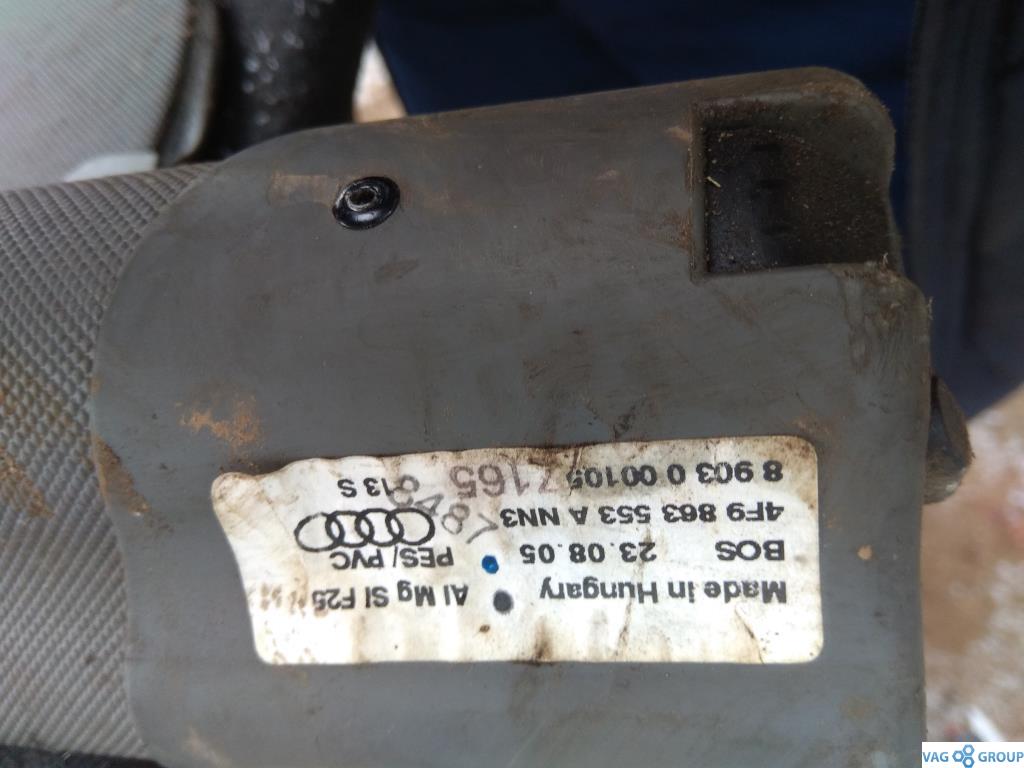 Made in Hungary Al Mg SI F25
BOS 23.08.05 PES/PVC
4F9 863 553 A NN3
8 903 0 00105 913 S
VAG GROUP